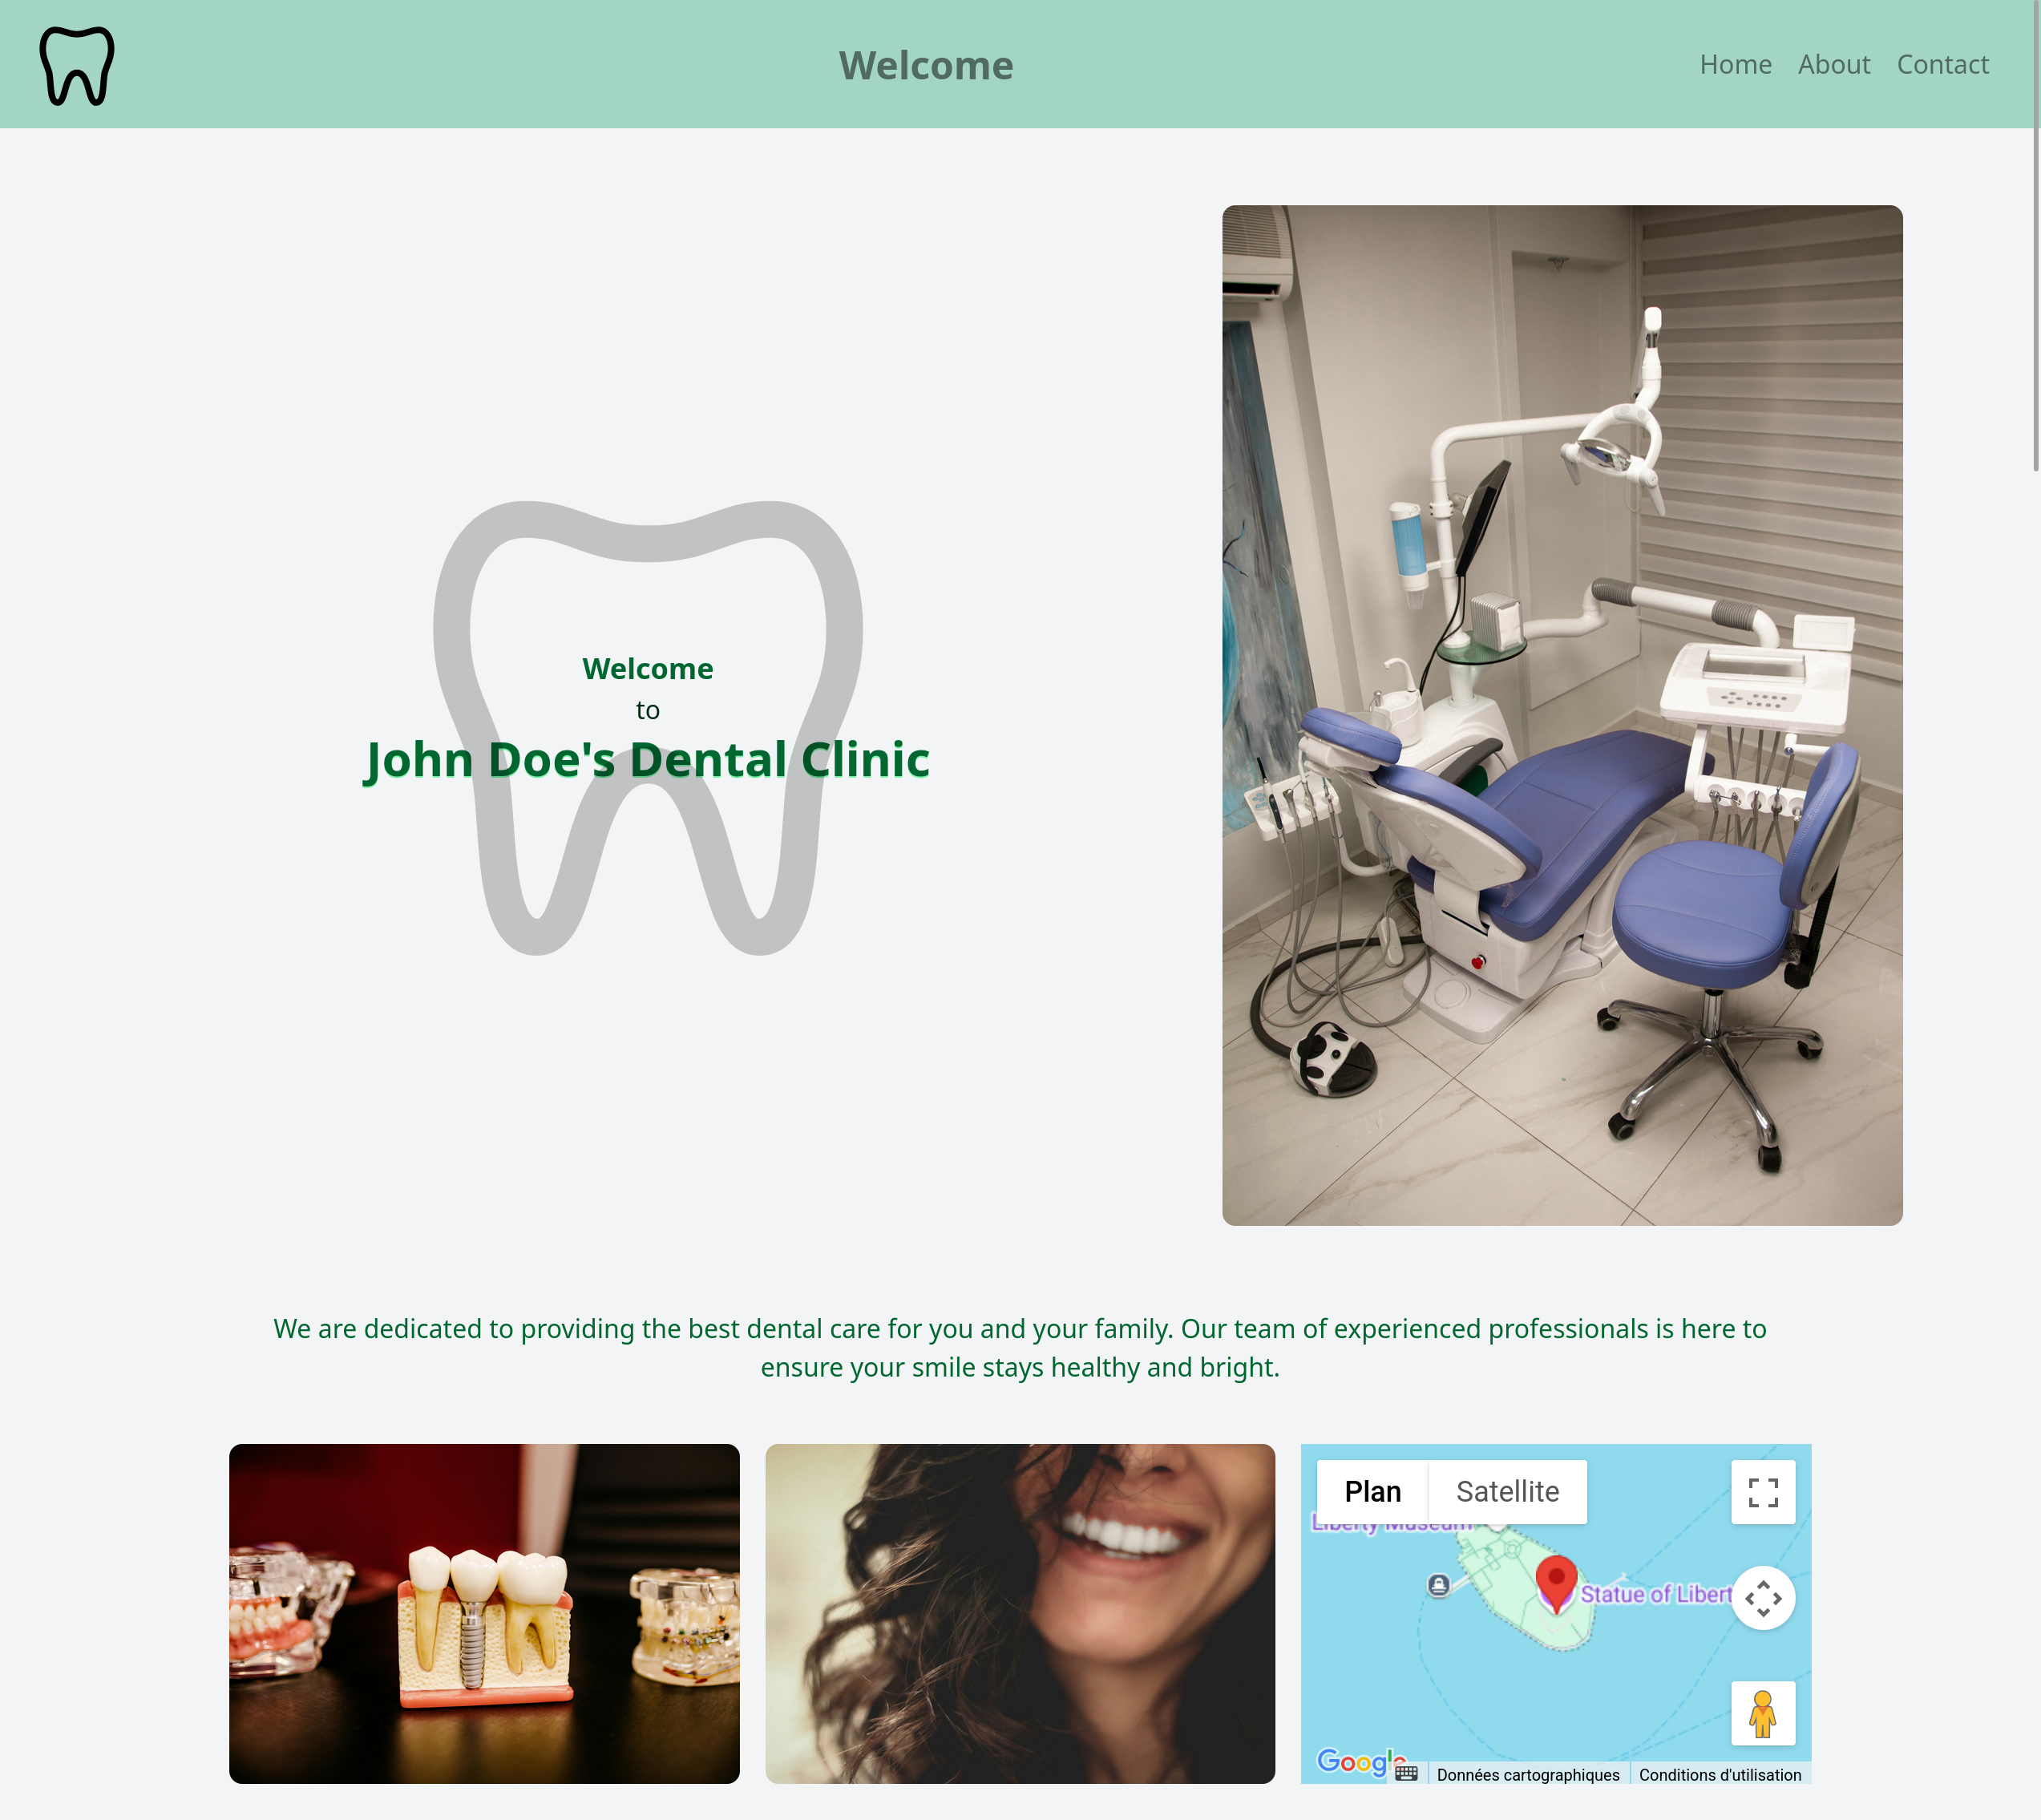 Welcome
Home About Contact
Welcome
to
John Doe's Dental Clinic
We are dedicated to providing the best dental care for you and your family. Our team of experienced professionals is here to
ensure your smile stays healthy and bright.
Plan Satellite
Liberty Museum
Statue of Libert
Google
Données cartographiques Conditions d'utilisation